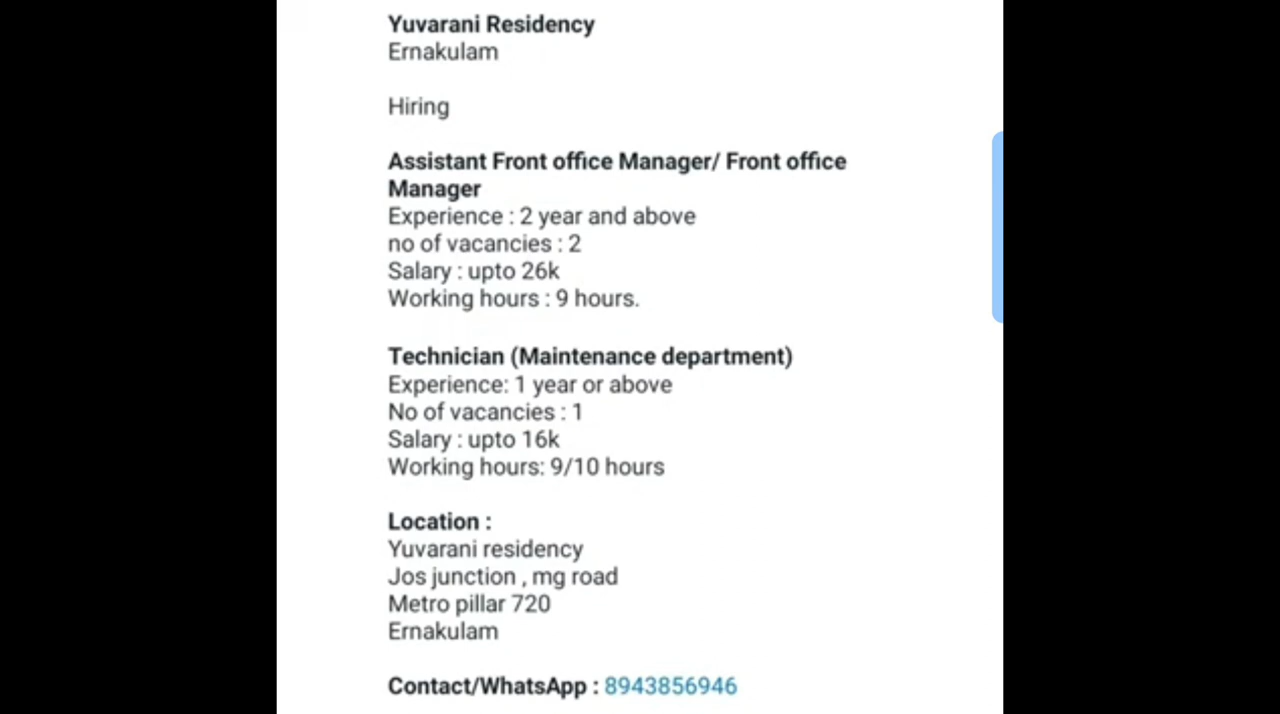 Yuvarani Residency
Ernakulam
Hiring
Assistant Front office Manager/ Front office
Manager
Experience : 2 year and above
no of vacancies : 2
Salary : upto 26k
Working hours : 9 hours.
Technician (Maintenance department)
Experience: 1 year or above
No of vacancies : 1
Salary : upto 16k
Working hours: 9/10 hours
Location :
Yuvarani residency
Jos junction , mg road
Metro pillar 720
Ernakulam
Contact/WhatsApp : 8943856946